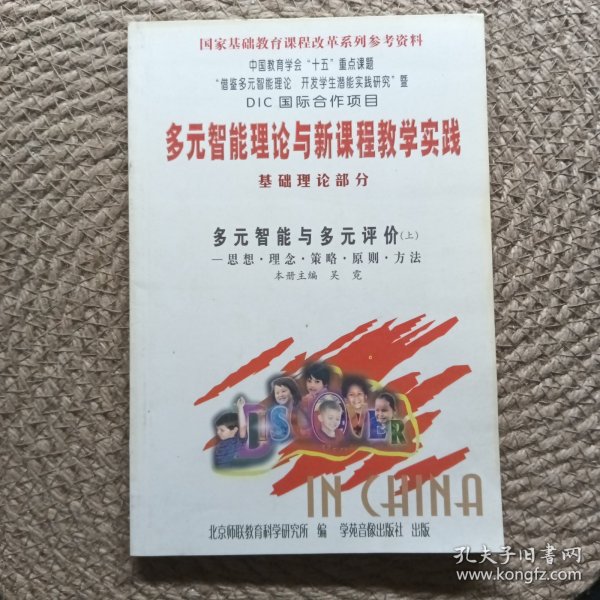 国家基础教育课程改革系列参考资料
中国教育学会“十五”重点课题
“借鉴多元智能理论 开发学生潜能实践研究”暨
DIC 国际合作项目
多元智能理论与新课程教学实践
基础理论部分
多元智能与多元评价(上)
—思想·理念·策略·原则·方法
本册主编 吴霓
DISCOVER
IN CHINA
北京师联教育科学研究所 编 学苑音像出版社 出版
孔夫子旧书网
www.kongfz.com